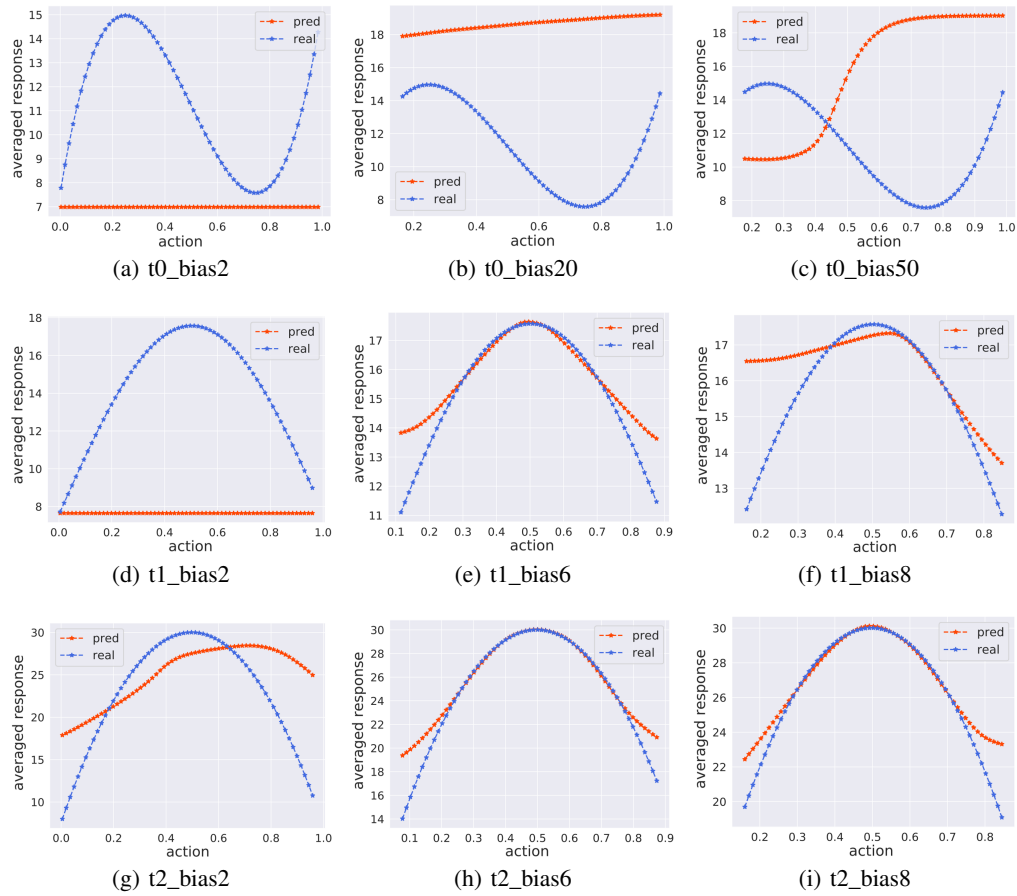 averaged response
15
14
13
12
11
10
9
8
7
0.0 0.2 0.4 0.6 0.8 1.0
action
pred
real
(a) t0_bias2
averaged response
18
16
14
12
10
8
0.2 0.3 0.4 0.5 0.6 0.7 0.8 0.9 1.0
action
pred
real
(b) t0_bias20
averaged response
18
16
14
12
10
8
0.2 0.3 0.4 0.5 0.6 0.7 0.8 0.9 1.0
action
pred
real
(c) t0_bias50
averaged response
18
16
14
12
10
8
0.0 0.2 0.4 0.6 0.8 1.0
action
pred
real
(d) t1_bias2
averaged response
17
16
15
14
13
12
11
0.1 0.2 0.3 0.4 0.5 0.6 0.7 0.8 0.9
action
pred
real
(e) t1_bias6
averaged response
17
16
15
14
13
0.2 0.3 0.4 0.5 0.6 0.7 0.8
action
pred
real
(f) t1_bias8
averaged response
30
25
20
15
10
0.0 0.2 0.4 0.6 0.8 1.0
action
pred
real
(g) t2_bias2
averaged response
30
28
26
24
22
20
18
16
14
0.1 0.2 0.3 0.4 0.5 0.6 0.7 0.8 0.9
action
pred
real
(h) t2_bias6
averaged response
30
28
26
24
22
20
0.2 0.3 0.4 0.5 0.6 0.7 0.8
action
pred
real
(i) t2_bias8